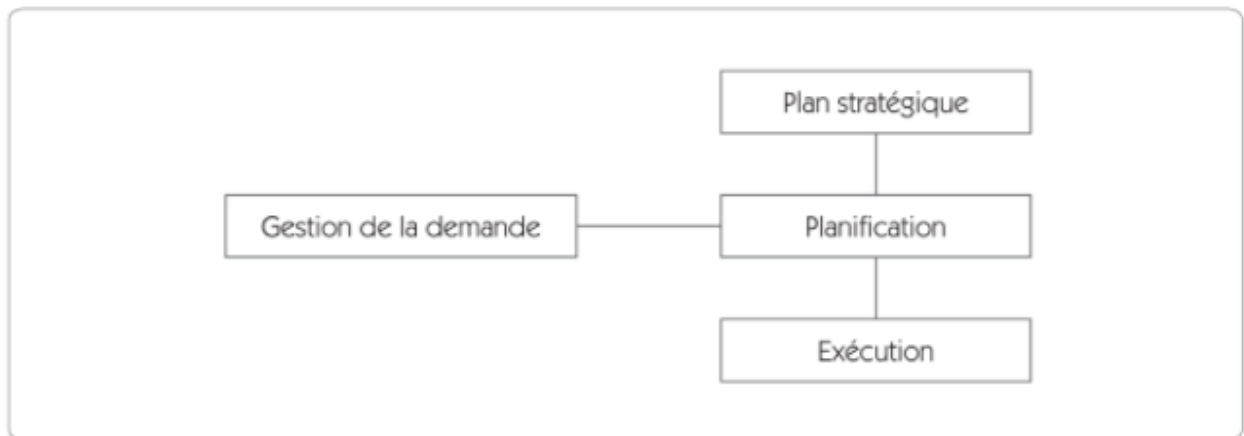 Plan stratégique
Gestion de la demande
Planification
Exécution